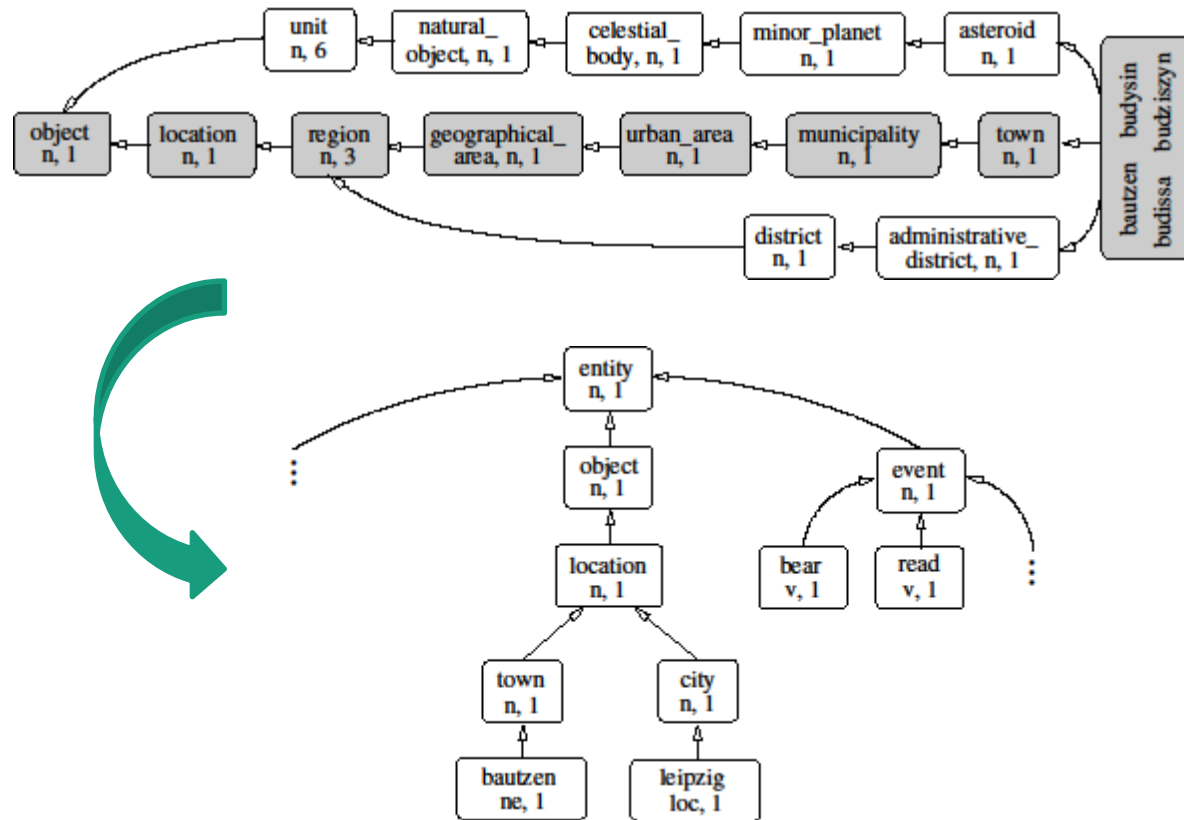 unit
n, 6
natural_
object, n, 1
celestial_
body, n, 1
minor_planet
n, 1
asteroid
n, 1
object
n, 1
location
n, 1
region
n, 3
geographical_
area, n, 1
urban_area
n, 1
municipality
n, 1
town
n, 1
bautzen budysin
budissa budziszyn
district
n, 1
administrative_
district, n, 1
entity
n, 1
⋮
object
n, 1
event
n, 1
location
n, 1
bear
v, 1
read
v, 1
⋮
town
n, 1
city
n, 1
bautzen
ne, 1
leipzig
loc, 1